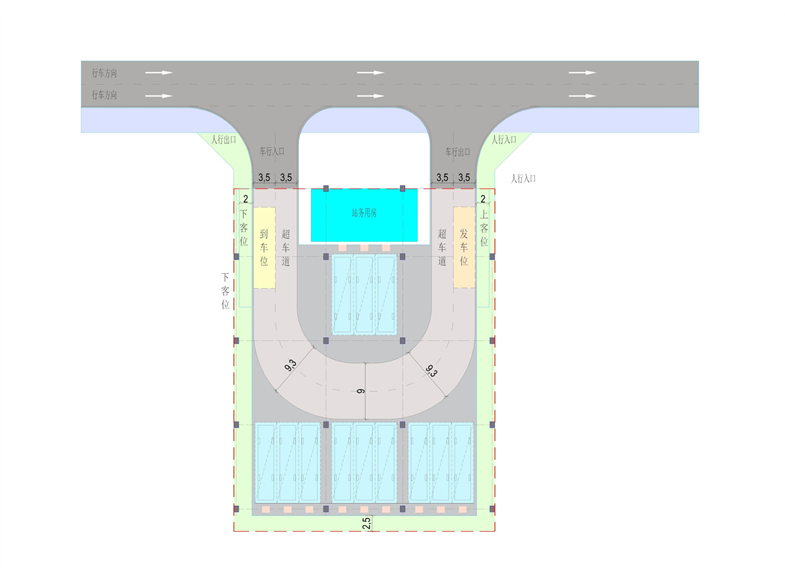 行车方向
行车方向
人行出口
车行入口
车行出口
人行入口
人行入口
3,5
3,5
3,5
3,5
2
2
下客位
到车位
超车道
站务用房
超车道
发车位
上客位
下客位
9,3
9
9,3
2,5